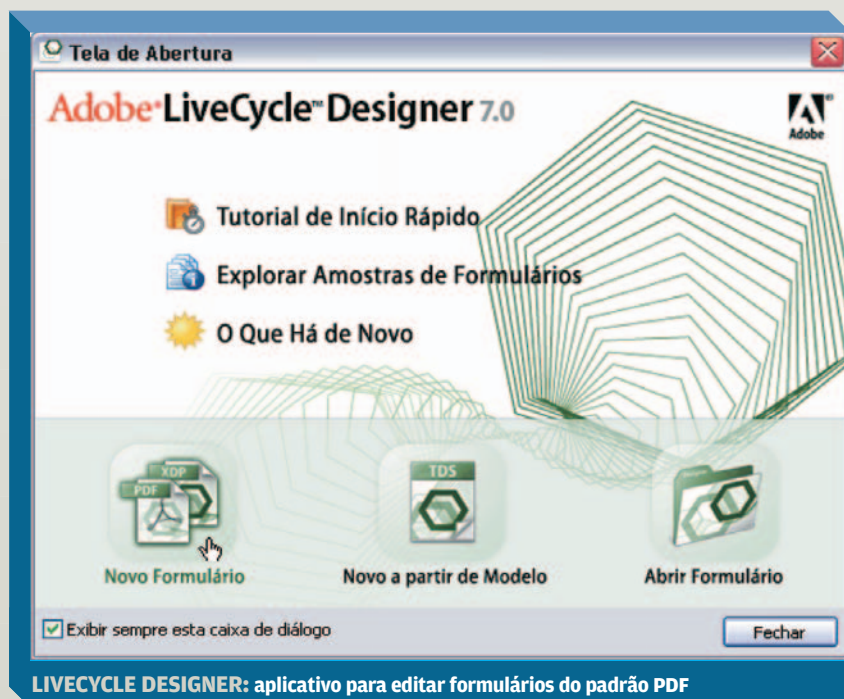 Tela de Abertura
Adobe® LiveCycle™ Designer 7.0
Adobe
Tutorial de Início Rápido
Explorar Amostras de Formulários
O Que Há de Novo
XDP
PDF
TDS
Novo Formulário
Novo a partir de Modelo
Abrir Formulário
Exibir sempre esta caixa de diálogo
Fechar
LIVECYCLE DESIGNER: aplicativo para editar formulários do padrão PDF